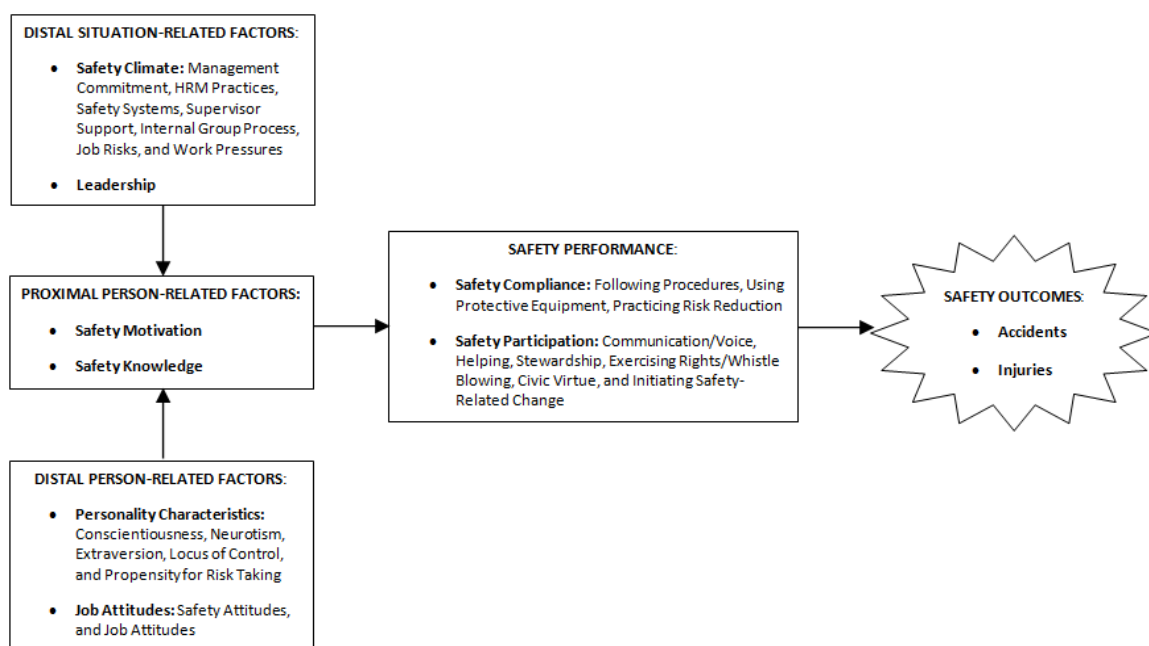 DISTAL SITUATION-RELATED FACTORS:
• Safety Climate: Management
Commitment, HRM Practices,
Safety Systems, Supervisor
Support, Internal Group Process,
Job Risks, and Work Pressures
• Leadership
PROXIMAL PERSON-RELATED FACTORS:
• Safety Motivation
• Safety Knowledge
DISTAL PERSON-RELATED FACTORS:
• Personality Characteristics:
Conscientiousness, Neurotism,
Extraversion, Locus of Control,
and Propensity for Risk Taking
• Job Attitudes: Safety Attitudes,
and Job Attitudes
SAFETY PERFORMANCE:
• Safety Compliance: Following Procedures, Using
Protective Equipment, Practicing Risk Reduction
• Safety Participation: Communication/Voice,
Helping, Stewardship, Exercising Rights/Whistle
Blowing, Civic Virtue, and Initiating Safety-
Related Change
SAFETY OUTCOMES:
• Accidents
• Injuries